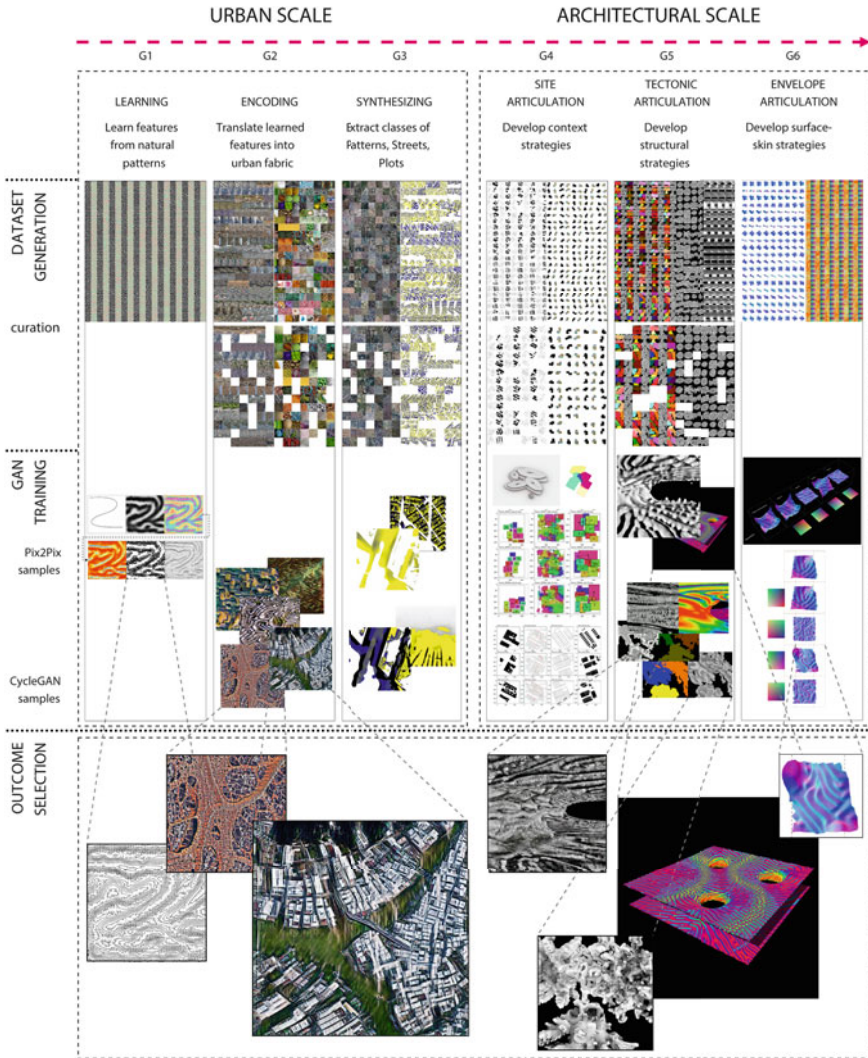 URBAN SCALE
ARCHITECTURAL SCALE
G1
G2
G3
G4
G5
G6
LEARNING
Learn features
from natural
patterns
ENCODING
Translate learned
features into
urban fabric
SYNTHESIZING
Extract classes of
Patterns, Streets,
Plots
SITE
ARTICULATION
Develop context
strategies
TECTONIC
ARTICULATION
Develop
structural
strategies
ENVELOPE
ARTICULATION
Develop surface-
skin strategies
DATASET
GENERATION
curation
GAN
TRAINING
Pix2Pix
samples
CycleGAN
samples
OUTCOME
SELECTION